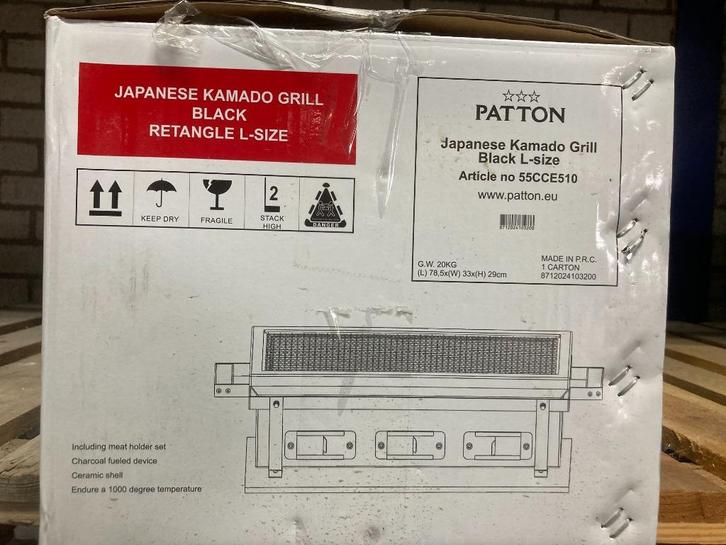 JAPANESE KAMADO GRILL
BLACK
RETANGLE L-SIZE
KEEP DRY
FRAGILE
2
STACK
HIGH
DANGER
PATTON
Japanese Kamado Grill
Black L-size
Article no 55CCE510
www.patton.eu
8712024103200
G.W. 20KG
(L) 78,5x(W) 33x(H) 29cm
MADE IN P.R.C.
1 CARTON
8712024103200
Including meat holder set
Charcoal fueled device
Ceramic shell
Endure a 1000 degree temperature